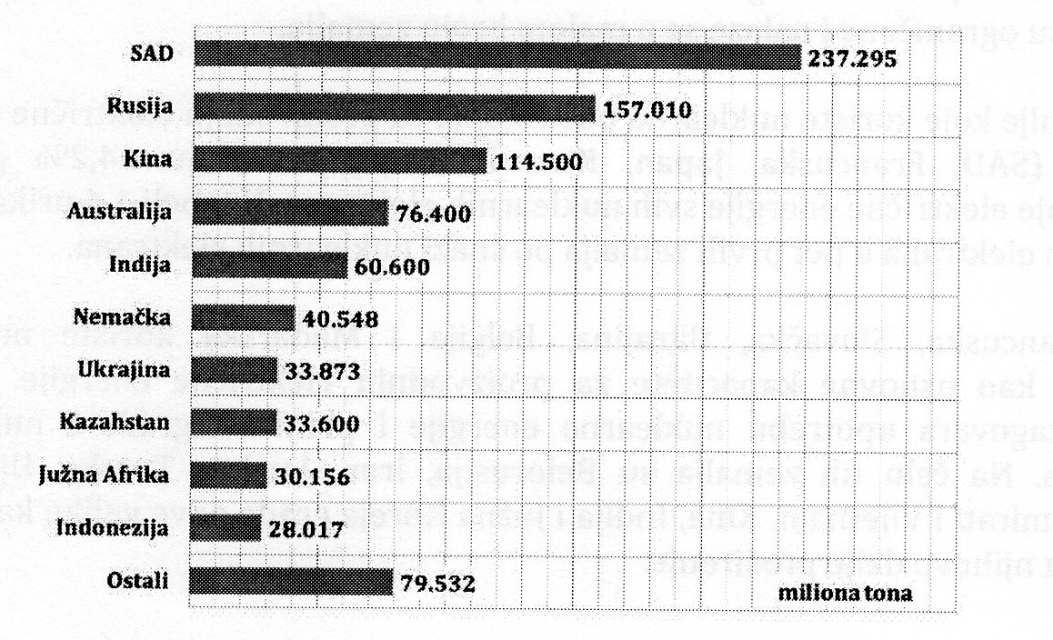 SAD 237.295
Rusija 157.010
Kina 114.500
Australija 76.400
Indija 60.600
Nemačka 40.548
Ukrajina 33.873
Kazahstan 33.600
Južna Afrika 30.156
Indonezija 28.017
Ostali 79.532
miliona tona